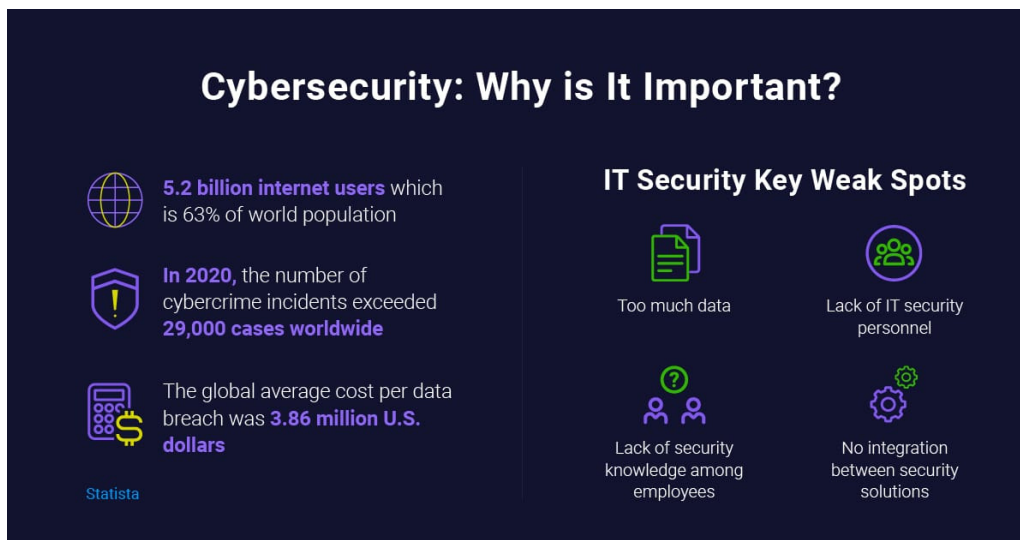 Cybersecurity: Why is It Important?
5.2 billion internet users which
is 63% of world population
In 2020, the number of
cybercrime incidents exceeded
29,000 cases worldwide
The global average cost per data
breach was 3.86 million U.S.
dollars
Statista
IT Security Key Weak Spots
Too much data
Lack of IT security
personnel
Lack of security
knowledge among
employees
No integration
between security
solutions